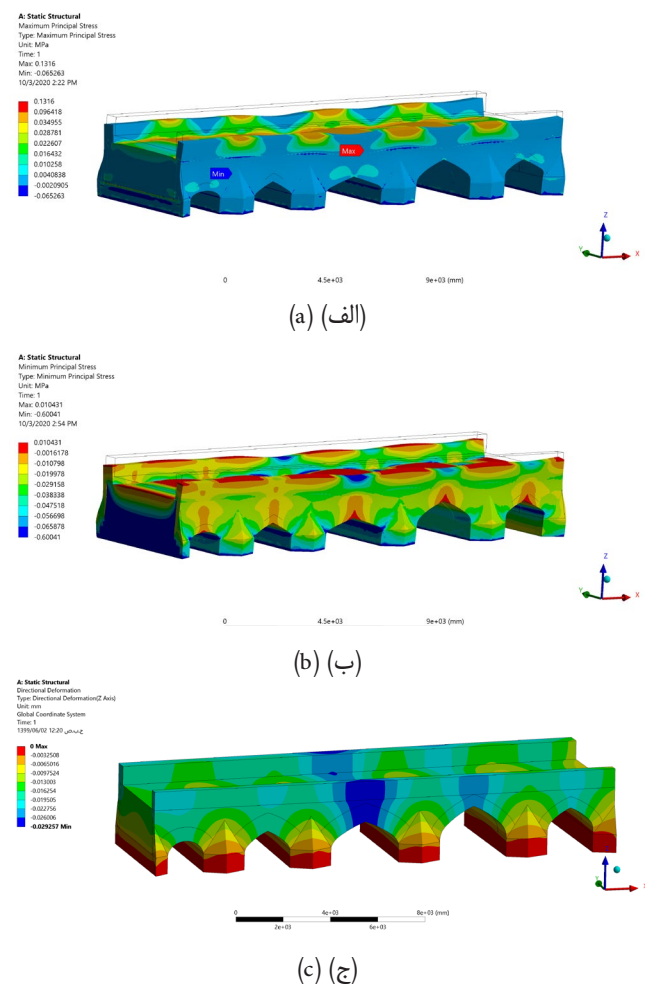 A: Static Structural
Maximum Principal Stress
Type: Maximum Principal Stress
Unit: MPa
Time: 1
Max: 0.1316
Min: -0.065263
10/3/2020 2:22 PM
0.1316
0.096418
0.034955
0.028781
0.022607
0.016432
0.010258
0.0040838
-0.0020905
-0.065263
Min
Max
Z
Y
X
0
4.5e+03
9e+03 (mm)
(الف) (a)
A: Static Structural
Minimum Principal Stress
Type: Minimum Principal Stress
Unit: MPa
Time: 1
Max: 0.010431
Min: -0.60041
10/3/2020 2:54 PM
0.010431
-0.0016178
-0.010798
-0.019978
-0.029158
-0.038338
-0.047518
-0.056698
-0.065878
-0.60041
Z
Y
X
0
4.5e+03
9e+03 (mm)
(ب) (b)
A: Static Structural
Directional Deformation
Type: Directional Deformation(Z Axis)
Unit: mm
Global Coordinate System
Time: 1
1399/06/02 12:20 ح.ب.ض
0 Max
-0.0032508
-0.0065016
-0.0097524
-0.013003
-0.016254
-0.019505
-0.022756
-0.026006
-0.029257 Min
Y
0
4e+03
8e+03 (mm)
2e+03
6e+03
(ج) (c)